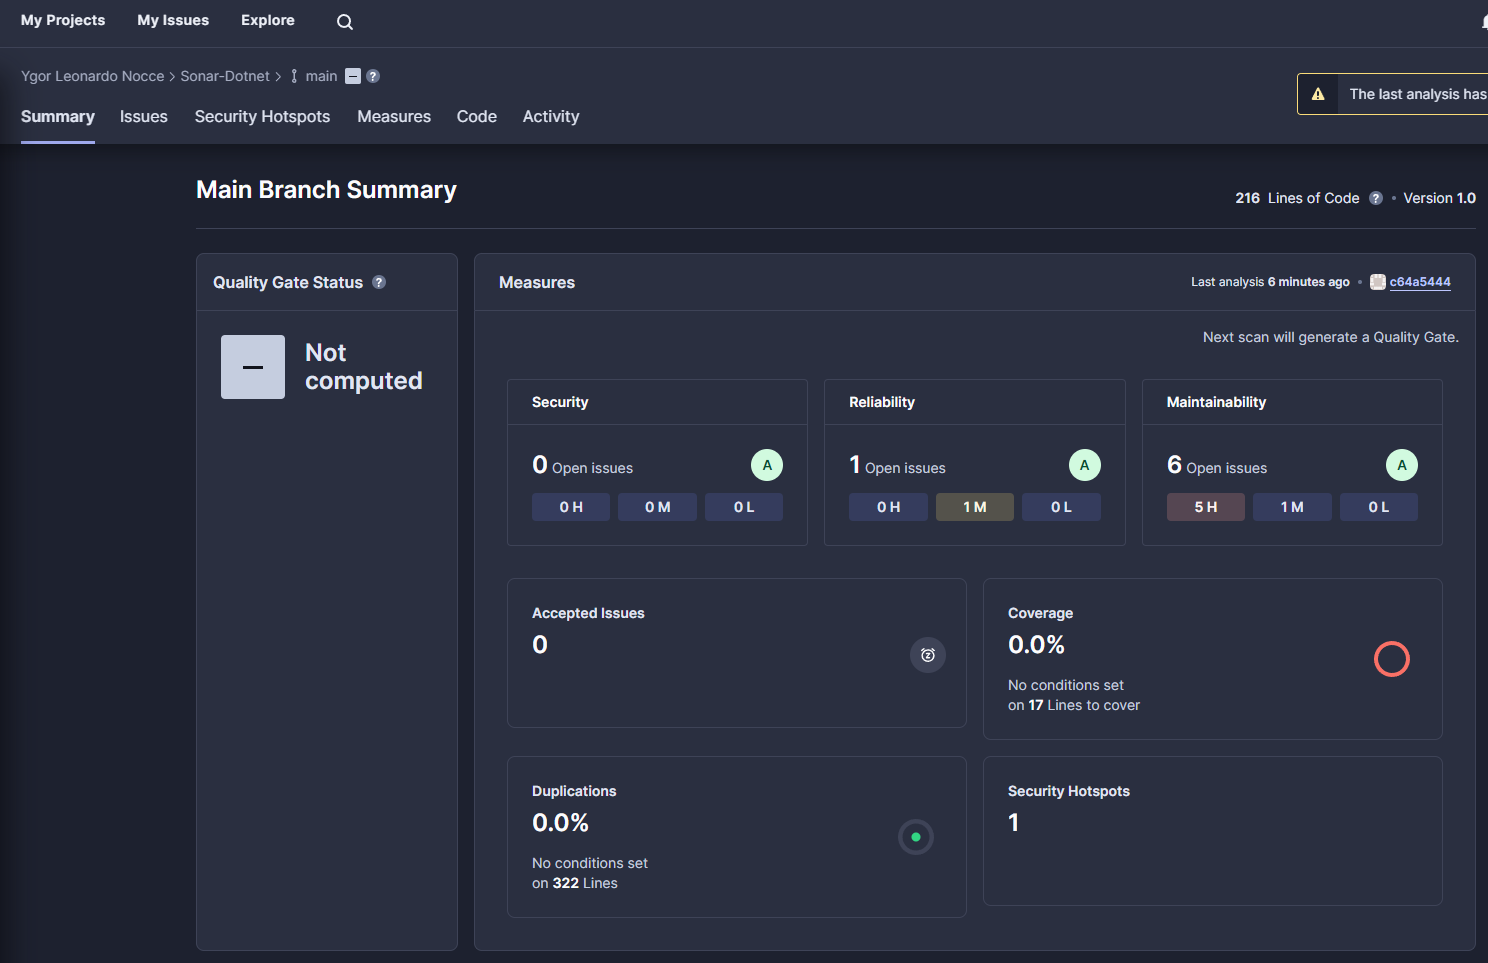 My Projects My Issues Explore
Ygor Leonardo Nocce > Sonar-Dotnet > main ?
The last analysis has
Summary Issues Security Hotspots Measures Code Activity
Main Branch Summary
216 Lines of Code ? • Version 1.0
Quality Gate Status ?
Not
computed
Measures
Last analysis 6 minutes ago • c64a5444
Next scan will generate a Quality Gate.
Security
0 Open issues A
0 H 0 M 0 L
Reliability
1 Open issues A
0 H 1 M 0 L
Maintainability
6 Open issues A
5 H 1 M 0 L
Accepted Issues
0
Coverage
0.0%
No conditions set
on 17 Lines to cover
Duplications
0.0%
No conditions set
on 322 Lines
Security Hotspots
1